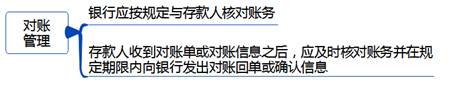 对账
管理
银行应按规定与存款人核对账务
存款人收到对账单或对账信息之后，应及时核对账务并在规
定期限内向银行发出对账回单或确认信息